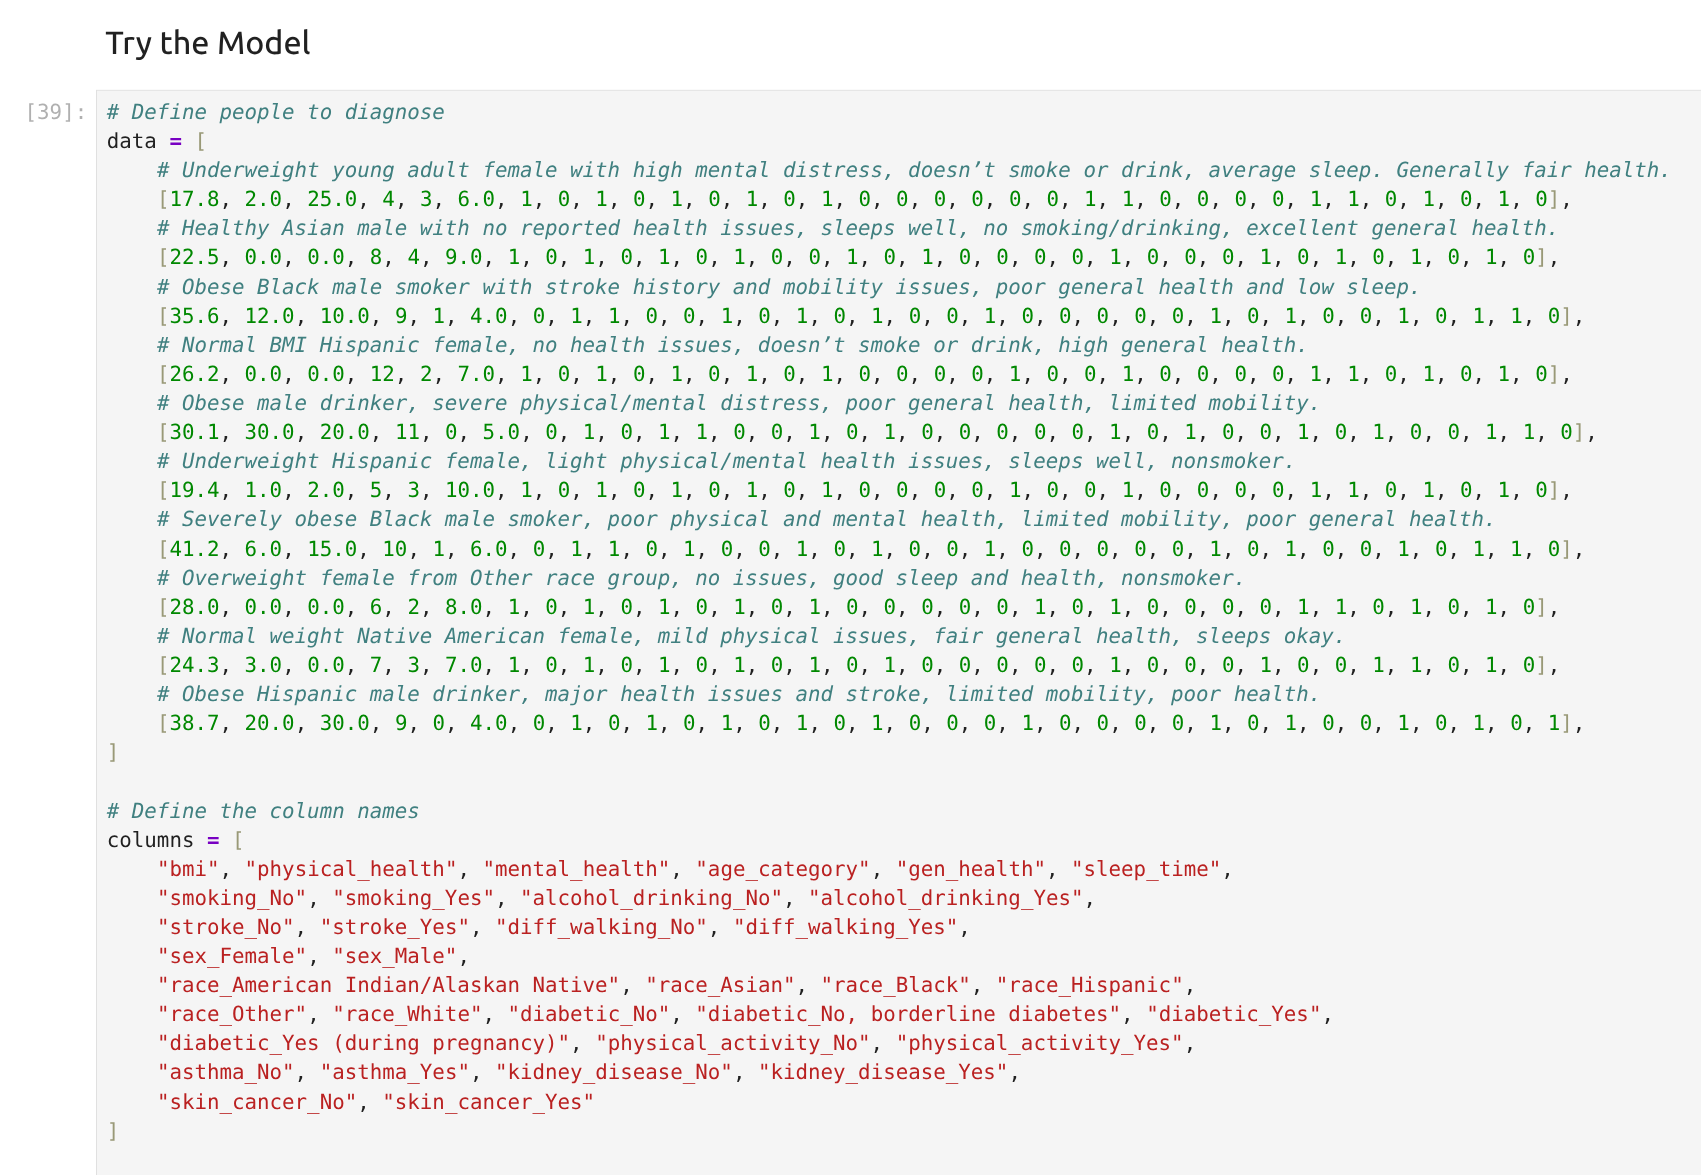 Try the Model
[39]: # Define people to diagnose
data = [
    # Underweight young adult female with high mental distress, doesn’t smoke or drink, average sleep. Generally fair health.
    [17.8, 2.0, 25.0, 4, 3, 6.0, 1, 0, 1, 0, 1, 0, 1, 0, 1, 0, 0, 0, 0, 0, 0, 1, 1, 0, 0, 0, 0, 1, 1, 0, 1, 0, 1, 0],
    # Healthy Asian male with no reported health issues, sleeps well, no smoking/drinking, excellent general health.
    [22.5, 0.0, 0.0, 8, 4, 9.0, 1, 0, 1, 0, 1, 0, 1, 0, 0, 1, 0, 1, 0, 0, 0, 0, 1, 0, 0, 0, 1, 0, 1, 0, 1, 0, 1, 0],
    # Obese Black male smoker with stroke history and mobility issues, poor general health and low sleep.
    [35.6, 12.0, 10.0, 9, 1, 4.0, 0, 1, 1, 0, 0, 1, 0, 1, 0, 1, 0, 0, 1, 0, 0, 0, 0, 0, 1, 0, 1, 0, 0, 1, 0, 1, 1, 0],
    # Normal BMI Hispanic female, no health issues, doesn’t smoke or drink, high general health.
    [26.2, 0.0, 0.0, 12, 2, 7.0, 1, 0, 1, 0, 1, 0, 1, 0, 1, 0, 0, 0, 0, 1, 0, 0, 1, 0, 0, 0, 0, 1, 1, 0, 1, 0, 1, 0],
    # Obese male drinker, severe physical/mental distress, poor general health, limited mobility.
    [30.1, 30.0, 20.0, 11, 0, 5.0, 0, 1, 0, 1, 1, 0, 0, 1, 0, 1, 0, 0, 0, 0, 0, 1, 0, 1, 0, 0, 1, 0, 1, 0, 0, 1, 1, 0],
    # Underweight Hispanic female, light physical/mental health issues, sleeps well, nonsmoker.
    [19.4, 1.0, 2.0, 5, 3, 10.0, 1, 0, 1, 0, 1, 0, 1, 0, 1, 0, 0, 0, 0, 1, 0, 0, 1, 0, 0, 0, 0, 1, 1, 0, 1, 0, 1, 0],
    # Severely obese Black male smoker, poor physical and mental health, limited mobility, poor general health.
    [41.2, 6.0, 15.0, 10, 1, 6.0, 0, 1, 1, 0, 1, 0, 0, 1, 0, 1, 0, 0, 1, 0, 0, 0, 0, 0, 1, 0, 1, 0, 0, 1, 0, 1, 1, 0],
    # Overweight female from Other race group, no issues, good sleep and health, nonsmoker.
    [28.0, 0.0, 0.0, 6, 2, 8.0, 1, 0, 1, 0, 1, 0, 1, 0, 1, 0, 0, 0, 0, 0, 1, 0, 1, 0, 0, 0, 0, 1, 1, 0, 1, 0, 1, 0],
    # Normal weight Native American female, mild physical issues, fair general health, sleeps okay.
    [24.3, 3.0, 0.0, 7, 3, 7.0, 1, 0, 1, 0, 1, 0, 1, 0, 1, 0, 1, 0, 0, 0, 0, 0, 1, 0, 0, 0, 1, 0, 0, 1, 1, 0, 1, 0],
    # Obese Hispanic male drinker, major health issues and stroke, limited mobility, poor health.
    [38.7, 20.0, 30.0, 9, 0, 4.0, 0, 1, 0, 1, 0, 1, 0, 1, 0, 1, 0, 0, 0, 1, 0, 0, 0, 0, 1, 0, 1, 0, 0, 1, 0, 1, 0, 1],
]
# Define the column names
columns = [
    "bmi", "physical_health", "mental_health", "age_category", "gen_health", "sleep_time",
    "smoking_No", "smoking_Yes", "alcohol_drinking_No", "alcohol_drinking_Yes",
    "stroke_No", "stroke_Yes", "diff_walking_No", "diff_walking_Yes",
    "sex_Female", "sex_Male",
    "race_American Indian/Alaskan Native", "race_Asian", "race_Black", "race_Hispanic",
    "race_Other", "race_White", "diabetic_No", "diabetic_No, borderline diabetes", "diabetic_Yes",
    "diabetic_Yes (during pregnancy)", "physical_activity_No", "physical_activity_Yes",
    "asthma_No", "asthma_Yes", "kidney_disease_No", "kidney_disease_Yes",
    "skin_cancer_No", "skin_cancer_Yes"
]